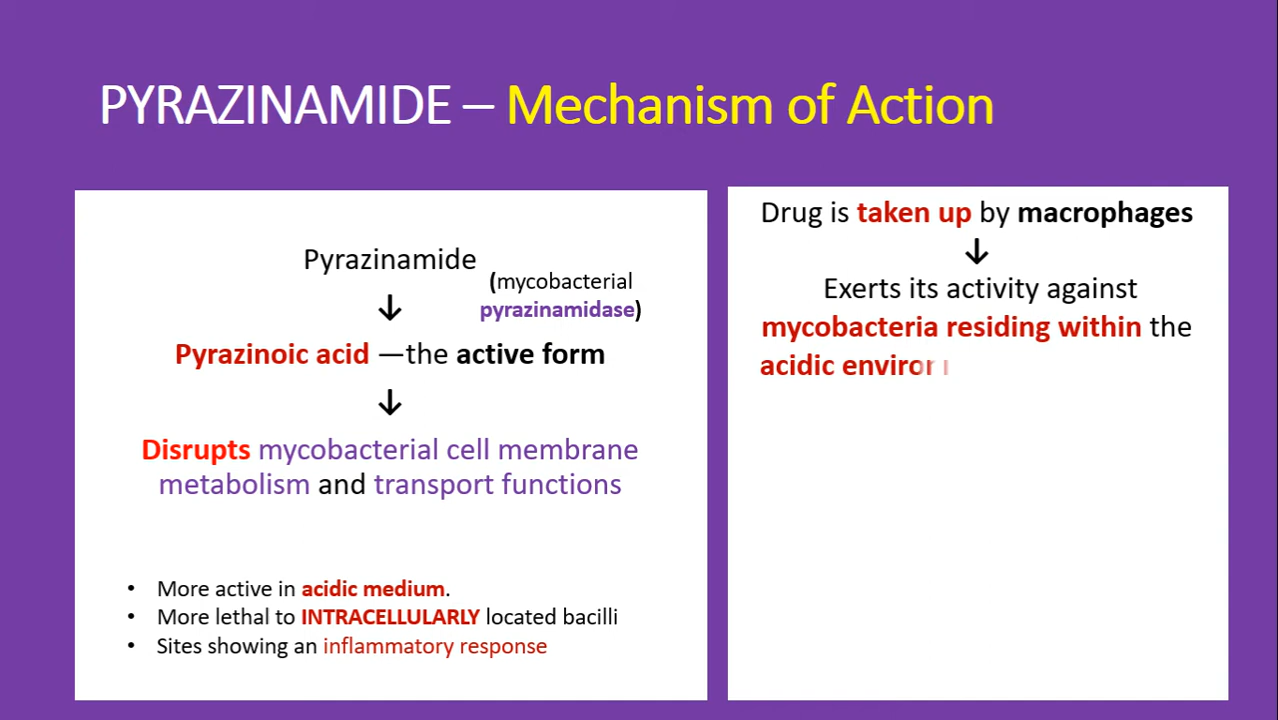 PYRAZINAMIDE – Mechanism of Action
Pyrazinamide
(mycobacterial
pyrazinamidase)
↓
Pyrazinoic acid —the active form
↓
Disrupts mycobacterial cell membrane
metabolism and transport functions
• More active in acidic medium.
• More lethal to INTRACELLULARLY located bacilli
• Sites showing an inflammatory response
Drug is taken up by macrophages
↓
Exerts its activity against
mycobacteria residing within the
acidic